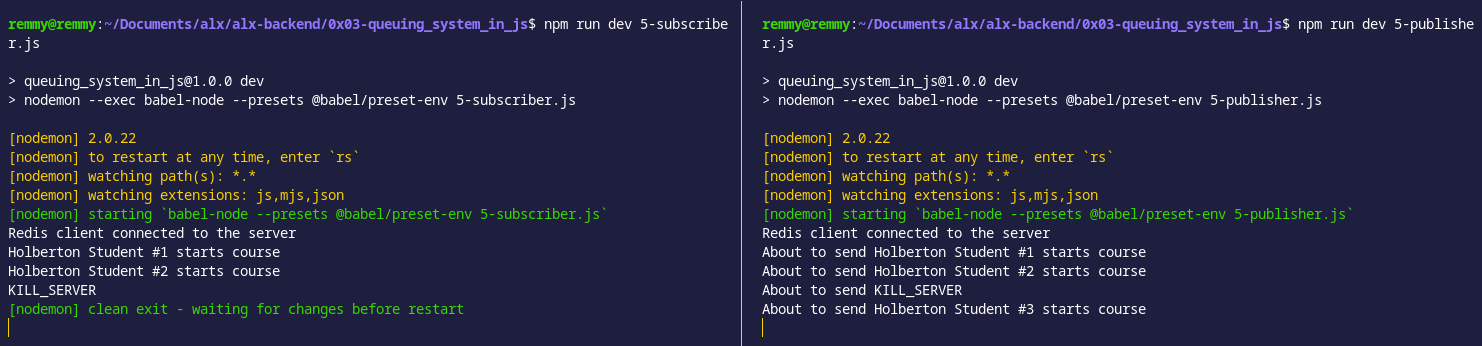 remmy@remmy:~/Documents/alx/alx-backend/0x03-queuing_system_in_js$ npm run dev 5-subscribe
r.js
> queuing_system_in_js@1.0.0 dev
> nodemon --exec babel-node --presets @babel/preset-env 5-subscriber.js
[nodemon] 2.0.22
[nodemon] to restart at any time, enter `rs`
[nodemon] watching path(s): *.*
[nodemon] watching extensions: js,mjs,json
[nodemon] starting `babel-node --presets @babel/preset-env 5-subscriber.js`
Redis client connected to the server
Holberton Student #1 starts course
Holberton Student #2 starts course
KILL_SERVER
[nodemon] clean exit - waiting for changes before restart
remmy@remmy:~/Documents/alx/alx-backend/0x03-queuing_system_in_js$ npm run dev 5-publishe
r.js
> queuing_system_in_js@1.0.0 dev
> nodemon --exec babel-node --presets @babel/preset-env 5-publisher.js
[nodemon] 2.0.22
[nodemon] to restart at any time, enter `rs`
[nodemon] watching path(s): *.*
[nodemon] watching extensions: js,mjs,json
[nodemon] starting `babel-node --presets @babel/preset-env 5-publisher.js`
Redis client connected to the server
About to send Holberton Student #1 starts course
About to send Holberton Student #2 starts course
About to send KILL_SERVER
About to send Holberton Student #3 starts course